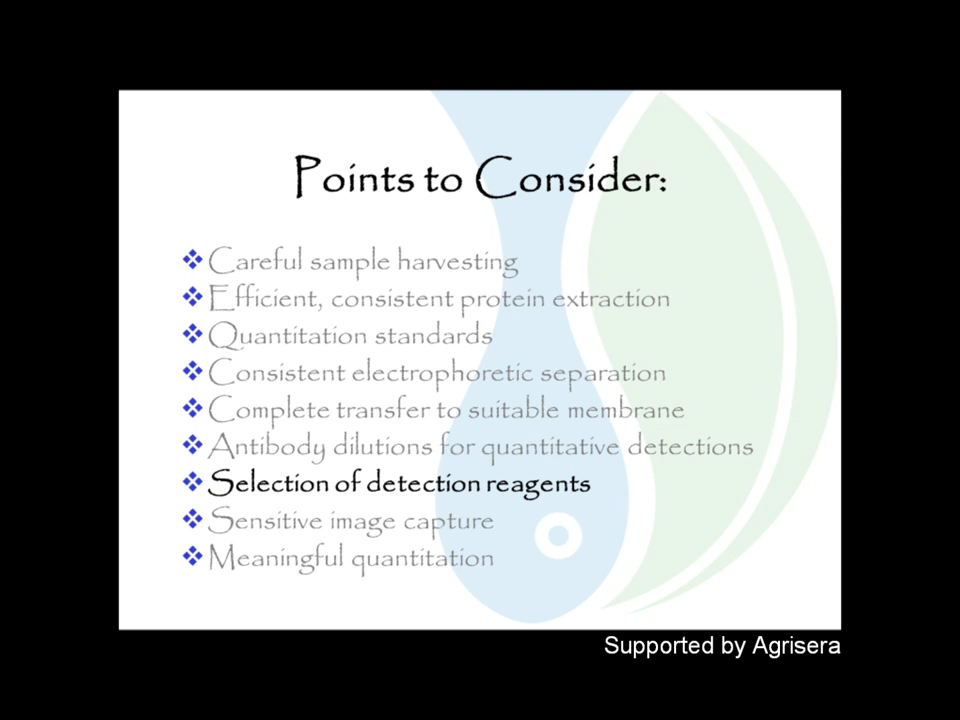 Points to Consider:
Careful sample harvesting
Efficient, consistent protein extraction
Quantitation standards
Consistent electrophoretic separation
Complete transfer to suitable membrane
Antibody dilutions for quantitative detections
Selection of detection reagents
Sensitive image capture
Meaningful quantitation
Supported by Agrisera